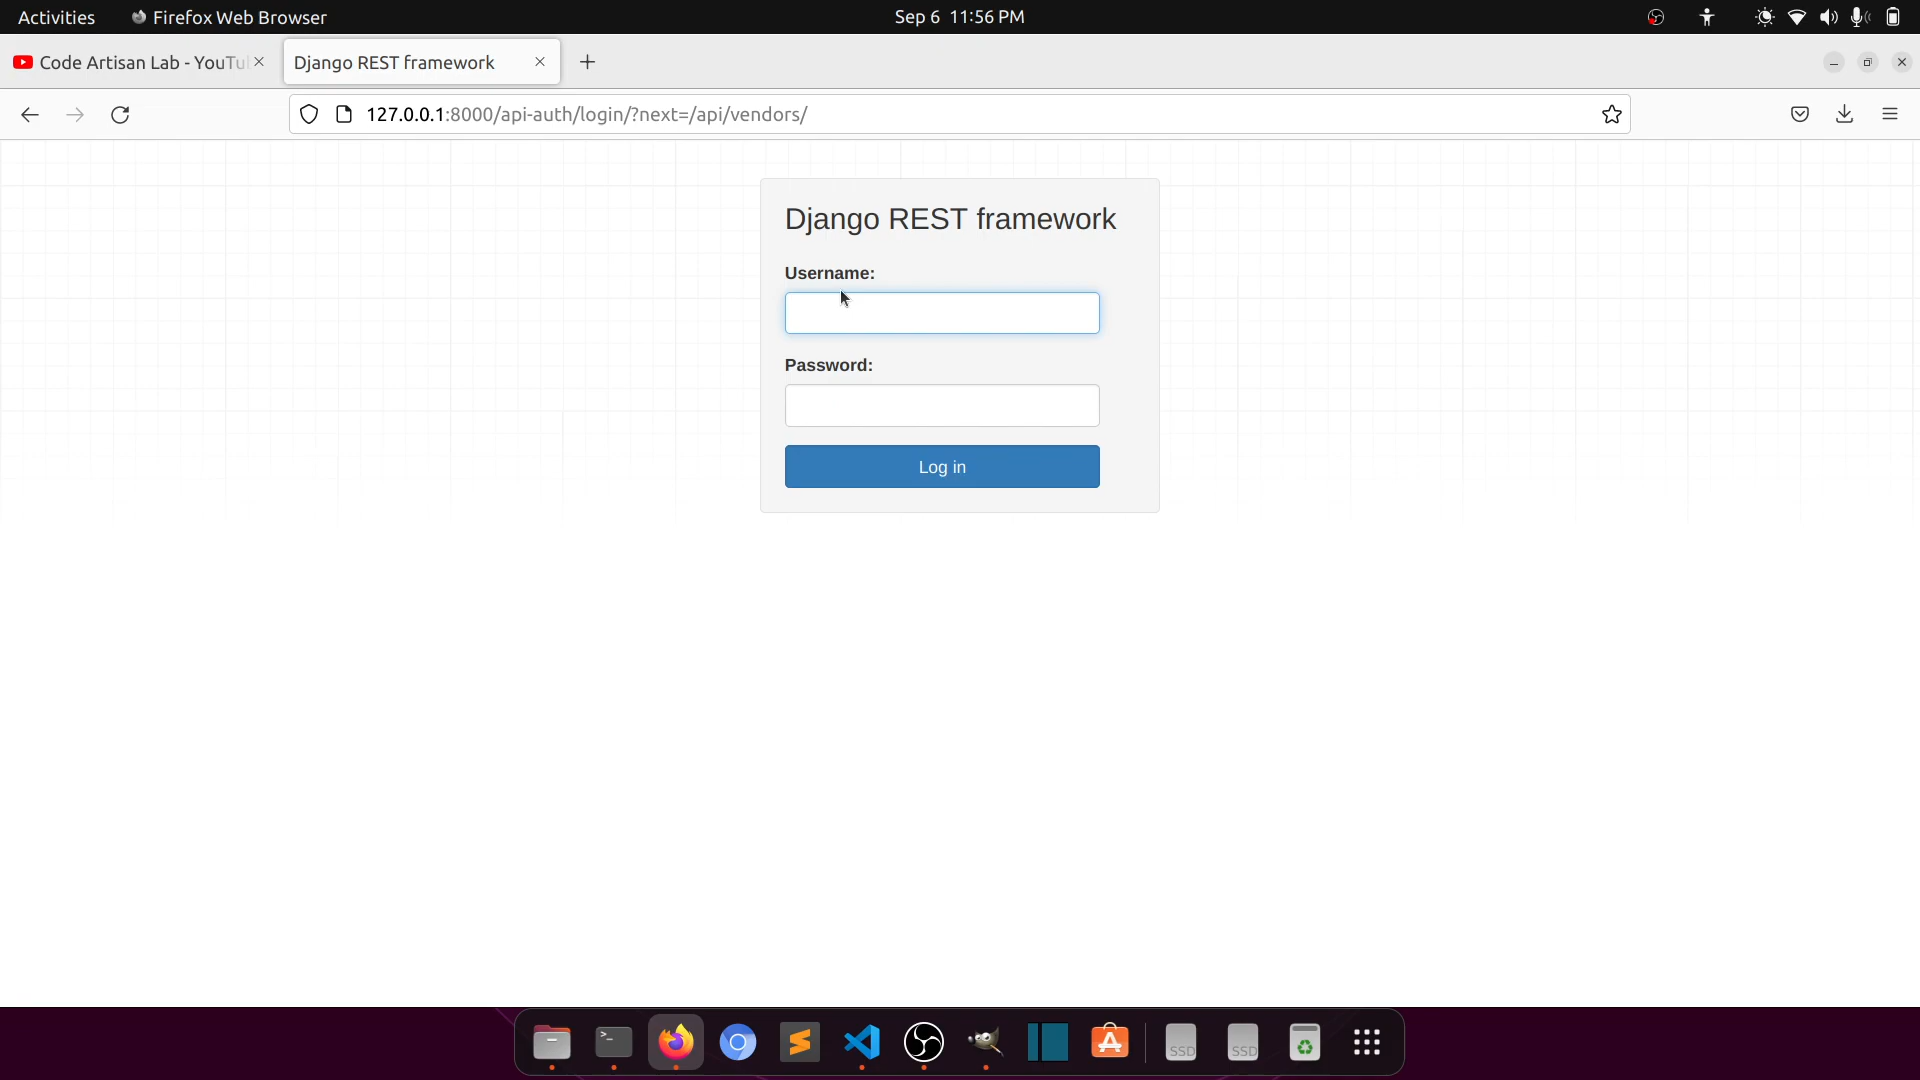 Activities
Firefox Web Browser
Sep 6 11:56 PM
Code Artisan Lab - YouTu
Django REST framework
127.0.0.1:8000/api-auth/login/?next=/api/vendors/
Django REST framework
Username:
Password:
Log in
SSD
SSD